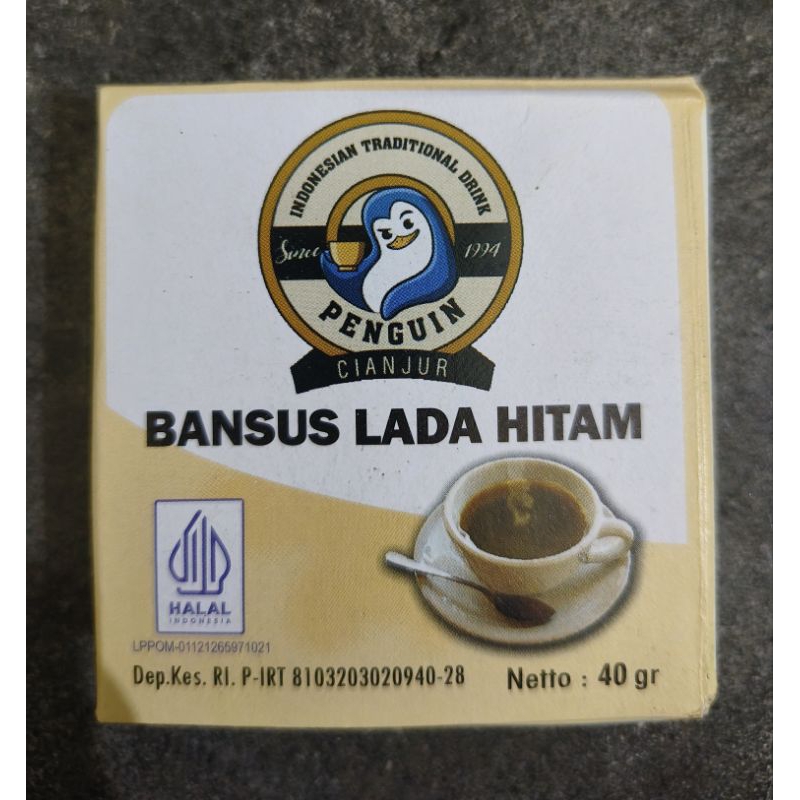 INDONESIAN TRADITIONAL DRINK
Since 1994
PENGUIN
CIANJUR
BANSUS LADA HITAM
HALAL
INDONESIA
LPPOM-01121265971021
Dep.Kes. RI. P-IRT 8103203020940-28
Netto : 40 gr